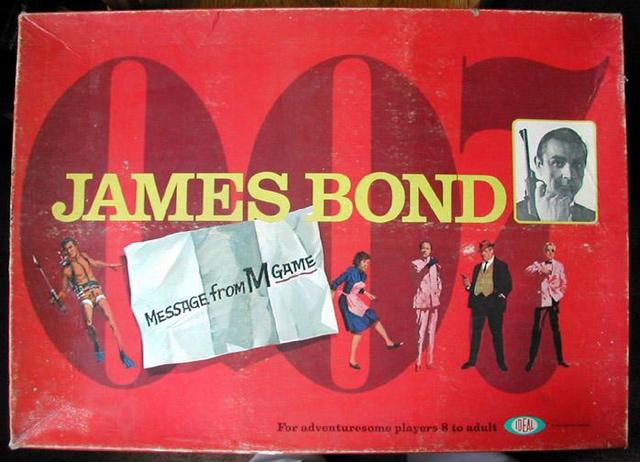 007
JAMES BOND
MESSAGE from M GAME
For adventuresome players 8 to adult
IDEAL